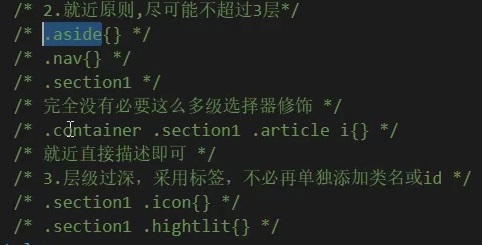 /* 2.就近原则,尽可能不超过3层*/
/* .aside{} */
/* .nav{} */
/* .section1 */
/* 完全没有必要这么多级选择器修饰 */
/* .container .section1 .article i{} */
/* 就近直接描述即可 */
/* 3.层级过深，采用标签，不必再单独添加类名或id */
/* .section1 .icon{} */
/* .section1 .hightlit{} */